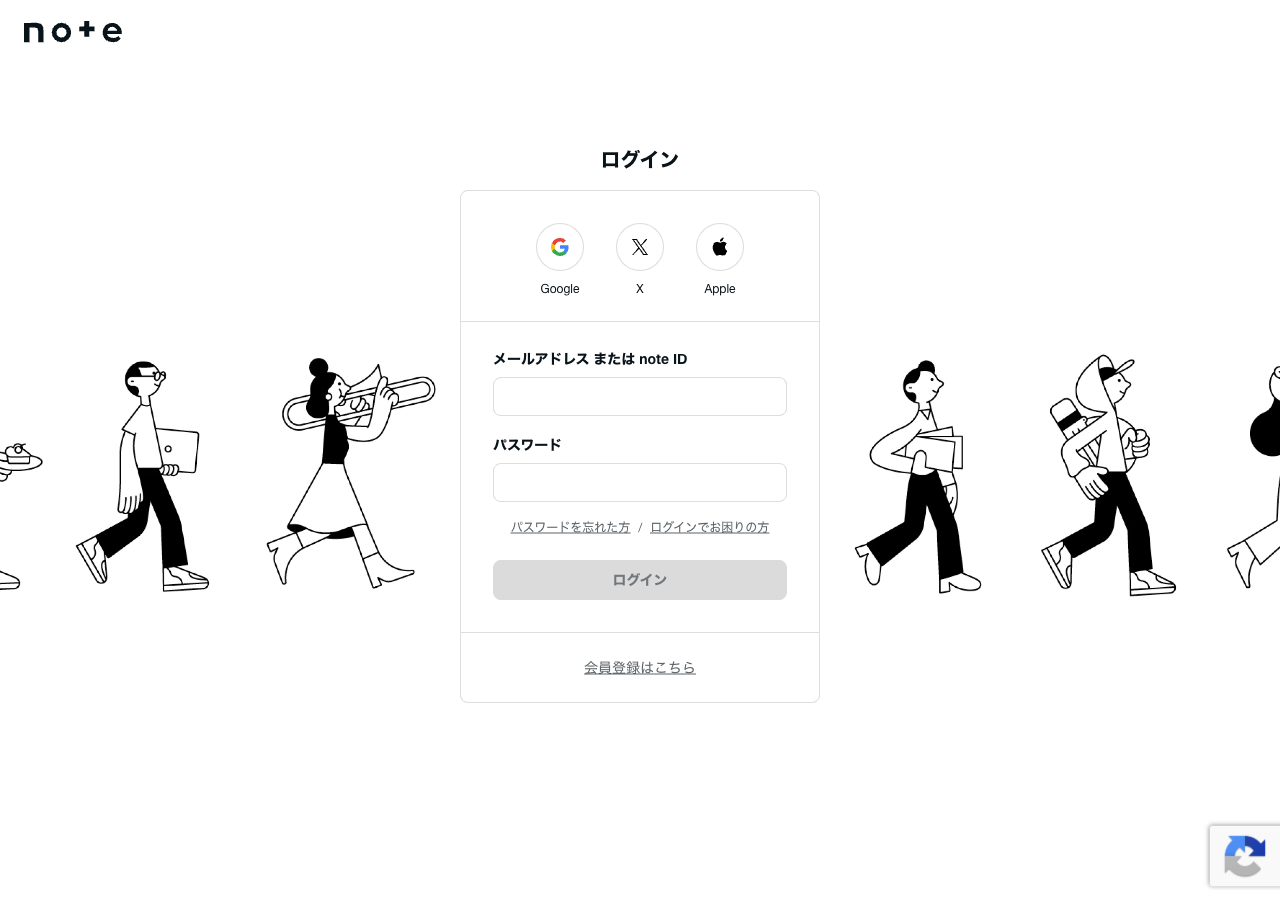 note
ログイン
Google
X
Apple
メールアドレス または note ID
パスワード
パスワードを忘れた方 / ログインでお困りの方
ログイン
会員登録はこちら